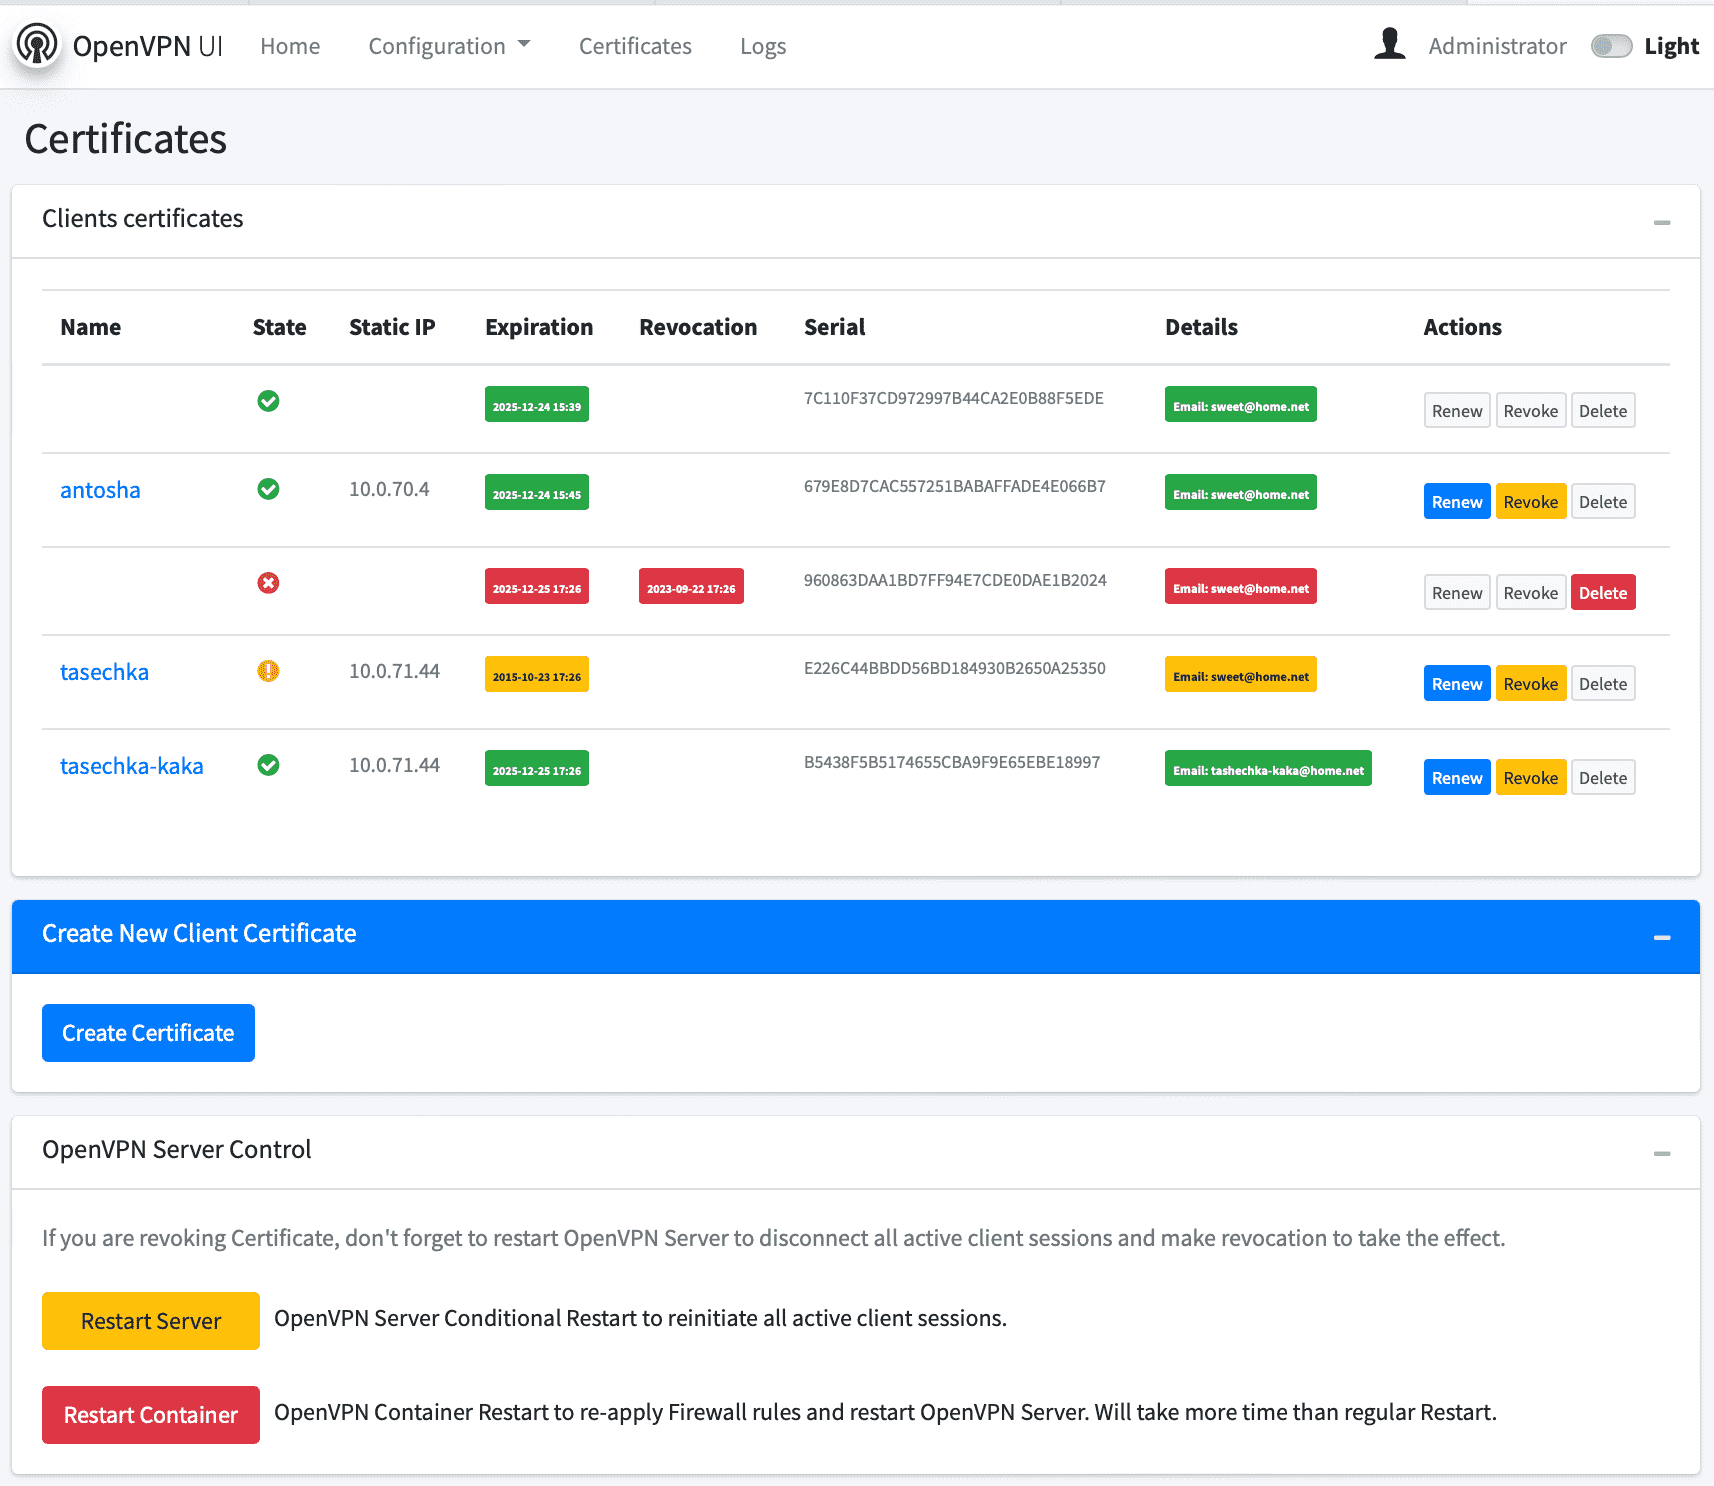 OpenVPN UI Home Configuration Certificates Logs Administrator Light
Certificates
Clients certificates
Name State Static IP Expiration Revocation Serial Details Actions
2025-12-24 15:39 7C110F37CD972997B44CA2E0B88F5EDE Email: sweet@home.net Renew Revoke Delete
antosha 10.0.70.4 2025-12-24 15:45 679E8D7CAC557251BABAFFADE4E066B7 Email: sweet@home.net Renew Revoke Delete
2025-12-25 17:26 2023-09-22 17:26 960863DAA1BD7FF94E7CDE0DAE1B2024 Email: sweet@home.net Renew Revoke Delete
tasechka 10.0.71.44 2015-10-23 17:26 E226C44BBDD56BD184930B2650A25350 Email: sweet@home.net Renew Revoke Delete
tasechka-kaka 10.0.71.44 2025-12-25 17:26 B5438F5B5174655CBA9F9E65EBE18997 Email: tashechka-kaka@home.net Renew Revoke Delete
Create New Client Certificate
Create Certificate
OpenVPN Server Control
If you are revoking Certificate, don't forget to restart OpenVPN Server to disconnect all active client sessions and make revocation to take the effect.
Restart Server OpenVPN Server Conditional Restart to reinitiate all active client sessions.
Restart Container OpenVPN Container Restart to re-apply Firewall rules and restart OpenVPN Server. Will take more time than regular Restart.